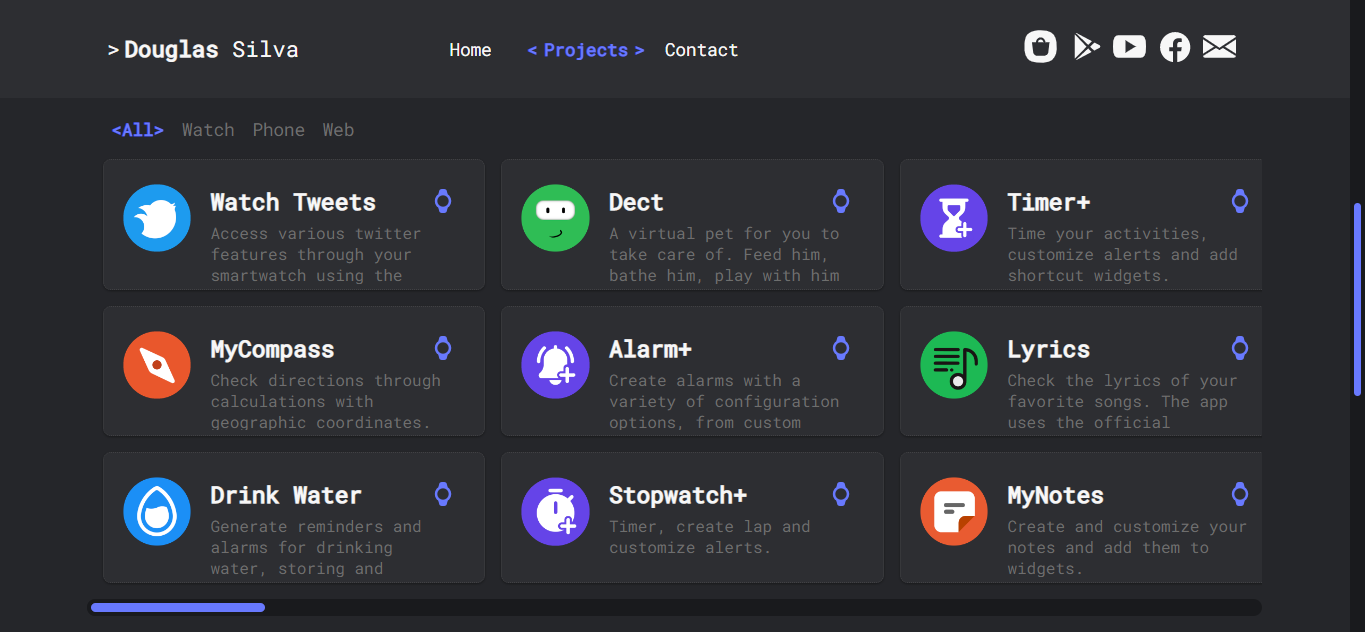 > Douglas Silva
Home
< Projects >
Contact
<All> Watch Phone Web
Watch Tweets
Access various twitter
features through your
smartwatch using the
Dect
A virtual pet for you to
take care of. Feed him,
bathe him, play with him
Timer+
Time your activities,
customize alerts and add
shortcut widgets.
MyCompass
Check directions through
calculations with
geographic coordinates.
Alarm+
Create alarms with a
variety of configuration
options, from custom
Lyrics
Check the lyrics of your
favorite songs. The app
uses the official
Drink Water
Generate reminders and
alarms for drinking
water, storing and
Stopwatch+
Timer, create lap and
customize alerts.
MyNotes
Create and customize your
notes and add them to
widgets.